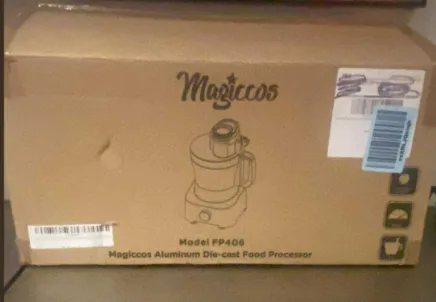 Magiccos
Model FP406
Magiccos Aluminum Die-cast Food Processor